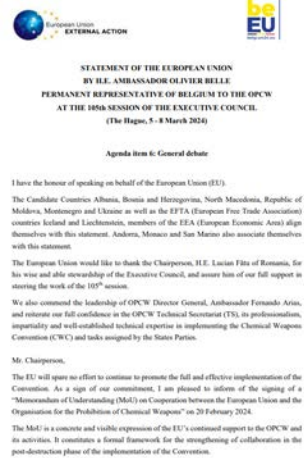 European Union
EXTERNAL ACTION
be
EU
STATEMENT OF THE EUROPEAN UNION
BY H.E. AMBASSADOR OLIVIER BELLE
PERMANENT REPRESENTATIVE OF BELGIUM TO THE OPCW
AT THE 105th SESSION OF THE EXECUTIVE COUNCIL
(The Hague, 5 - 8 March 2024)
Agenda item 6: General debate
I have the honour of speaking on behalf of the European Union (EU).
The Candidate Countries Albania, Bosnia and Herzegovina, North Macedonia, Republic of
Moldova, Montenegro and Ukraine as well as the EFTA (European Free Trade Association)
countries Iceland and Liechtenstein, members of the EEA (European Economic Area) align
themselves with this statement. Andorra, Monaco and San Marino also associate themselves
with this statement.
The European Union would like to thank the Chairperson, H.E. Lucian Fătu of Romania, for
his wise and able stewardship of the Executive Council, and assure him of our full support in
steering the work of the 105th session.
We also commend the leadership of OPCW Director General, Ambassador Fernando Arias,
and reiterate our full confidence in the OPCW Technical Secretariat (TS), its professionalism,
impartiality and well-established technical expertise in implementing the Chemical Weapons
Convention (CWC) and tasks assigned by the States Parties.
Mr. Chairperson,
The EU will spare no effort to continue to promote the full and effective implementation of the
Convention. As a sign of our commitment, I am pleased to inform of the signing of a
"Memorandum of Understanding (MoU) on Cooperation between the European Union and the
Organisation for the Prohibition of Chemical Weapons" on 20 February 2024.
The MoU is a concrete and visible expression of the EU's continued support to the OPCW and
its activities. It constitutes a formal framework for the strengthening of collaboration in the
post-destruction phase of the implementation of the Convention.